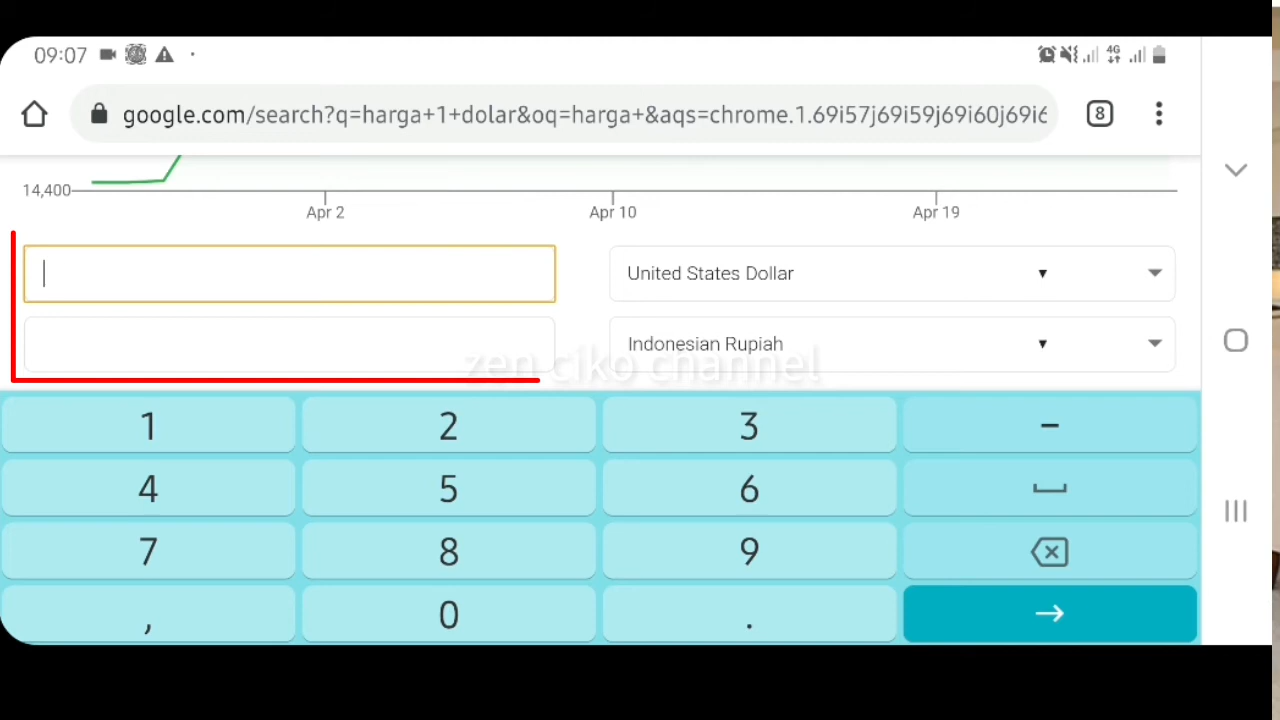 09:07
4G
google.com/search?q=harga+1+dolar&oq=harga+&aqs=chrome.1.69i57j69i59j69i60j69i6
8
14,400
Apr 2 Apr 10 Apr 19
United States Dollar
Indonesian Rupiah
zen ciko channel
1 2 3 -
4 5 6
7 8 9
, 0 .